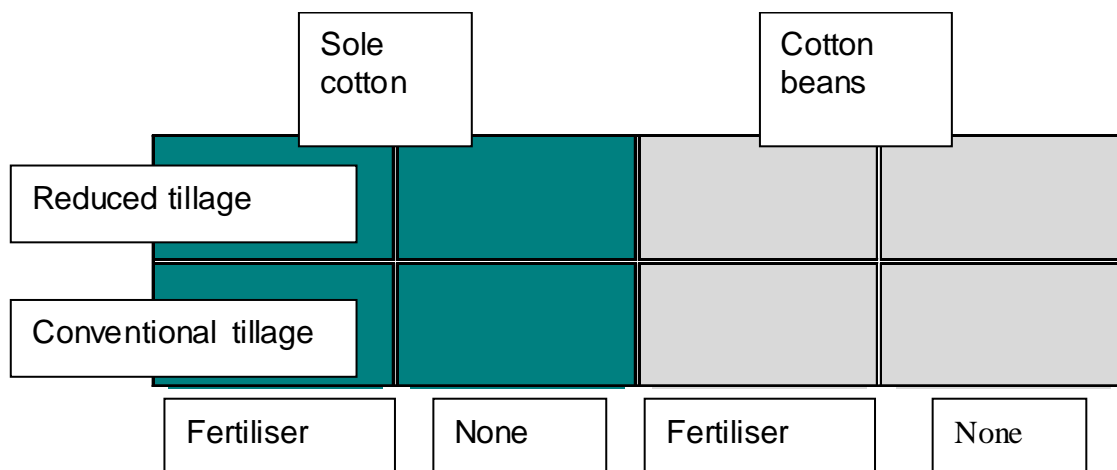 Sole
cotton
Cotton
beans
Reduced tillage
Conventional tillage
Fertiliser
None
Fertiliser
None